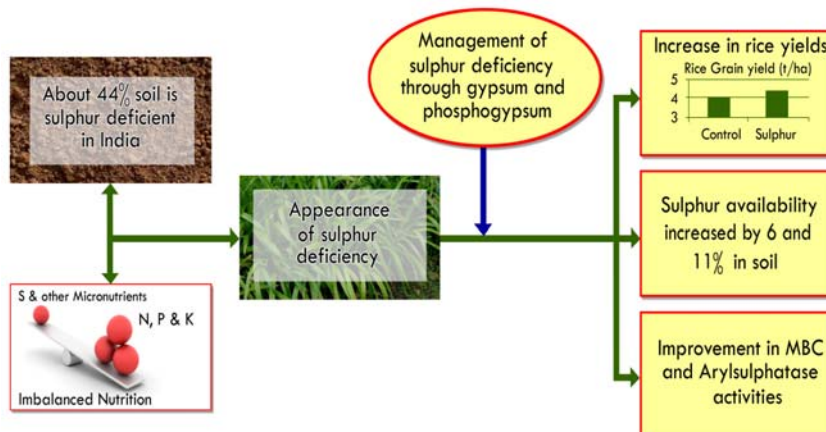 About 44% soil is
sulphur deficient
in India
S & other Micronutrients
N, P & K
Imbalanced Nutrition
Appearance
of sulphur
deficiency
Management of
sulphur deficiency
through gypsum and
phosphogypsum
Increase in rice yields
Rice Grain yield (t/ha)
5
4
3
Control Sulphur
Sulphur availability
increased by 6 and
11% in soil
Improvement in MBC
and Arylsulphatase
activities